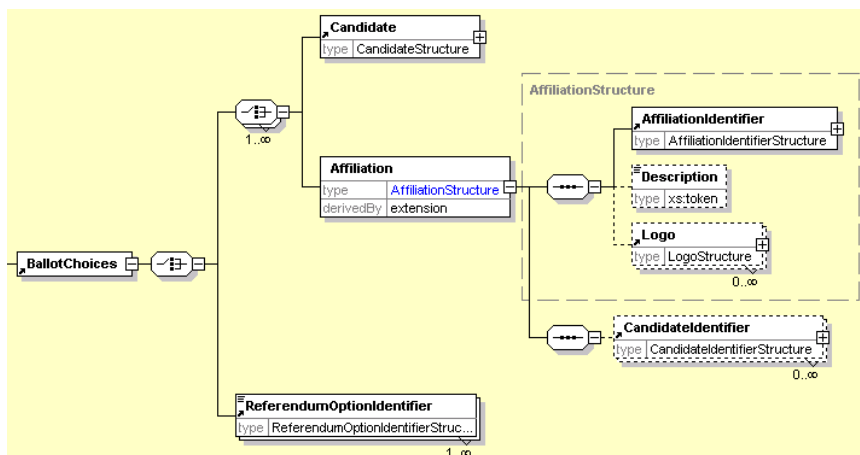 Candidate
type CandidateStructure
1..∞
AffiliationStructure
AffiliationIdentifier
type AffiliationIdentifierStructure
Affiliation
type AffiliationStructure
derivedBy extension
Description
type xs:token
Logo
type LogoStructure
0..∞
BallotChoices
CandidateIdentifier
type CandidateIdentifierStructure
0..∞
ReferendumOptionIdentifier
type ReferendumOptionIdentifierStruc...
1..∞